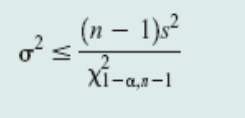 σ² ≤ (n − 1)s² / χ²₁₋α,ₙ₋₁